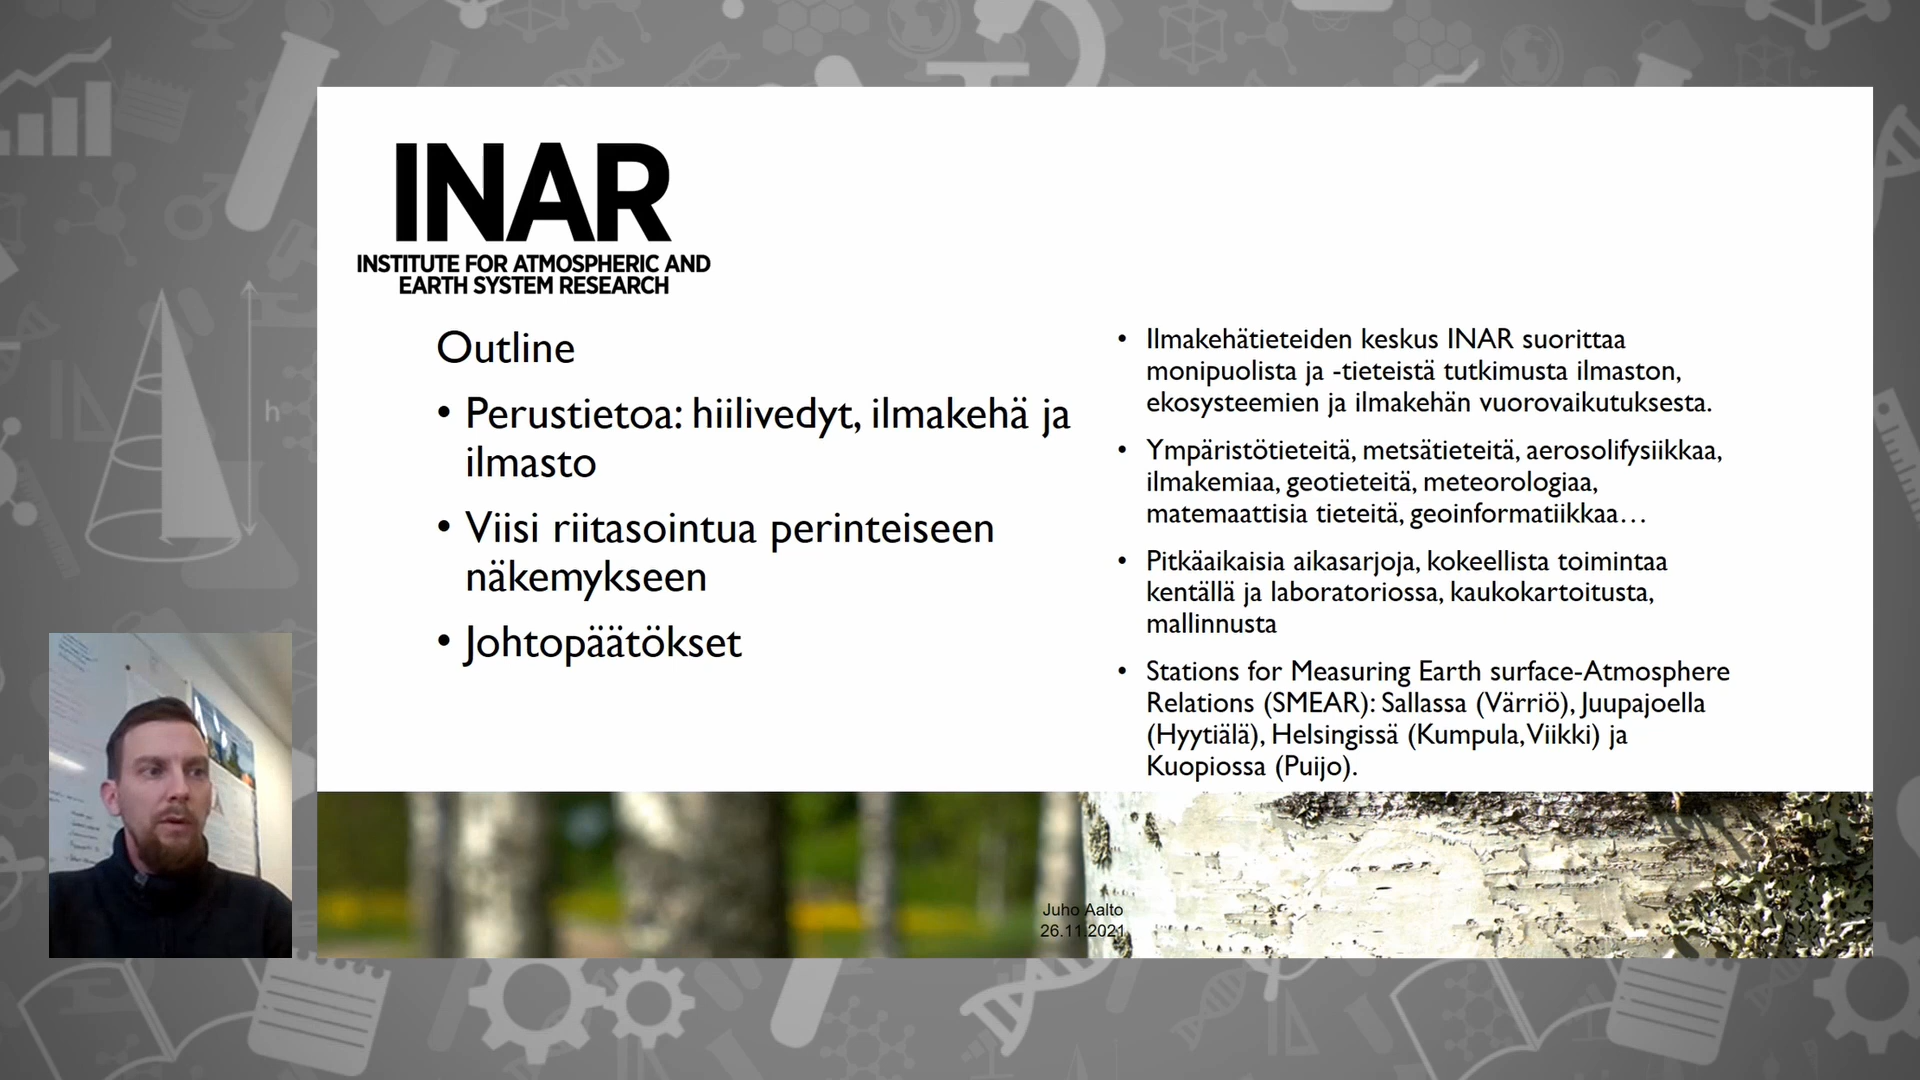 INAR
INSTITUTE FOR ATMOSPHERIC AND
EARTH SYSTEM RESEARCH
Outline
• Perustietoa: hiilivedyt, ilmakehä ja
ilmasto
• Viisi riitasointua perinteiseen
näkemykseen
• Johtopäätökset
• Ilmakehätieteiden keskus INAR suorittaa
monipuolista ja -tieteistä tutkimusta ilmaston,
ekosysteemien ja ilmakehän vuorovaikutuksesta.
• Ympäristötieteitä, metsätieteitä, aerosolifysiikkaa,
ilmakemiaa, geotieteitä, meteorologiaa,
matemaattisia tieteitä, geoinformatiikkaa…
• Pitkäaikaisia aikasarjoja, kokeellista toimintaa
kentällä ja laboratoriossa, kaukokartoitusta,
mallinnusta
• Stations for Measuring Earth surface-Atmosphere
Relations (SMEAR): Sallassa (Värriö), Juupajoella
(Hyytiälä), Helsingissä (Kumpula, Viikki) ja
Kuopiossa (Puijo).
Juho Aalto
26.11.2021
h